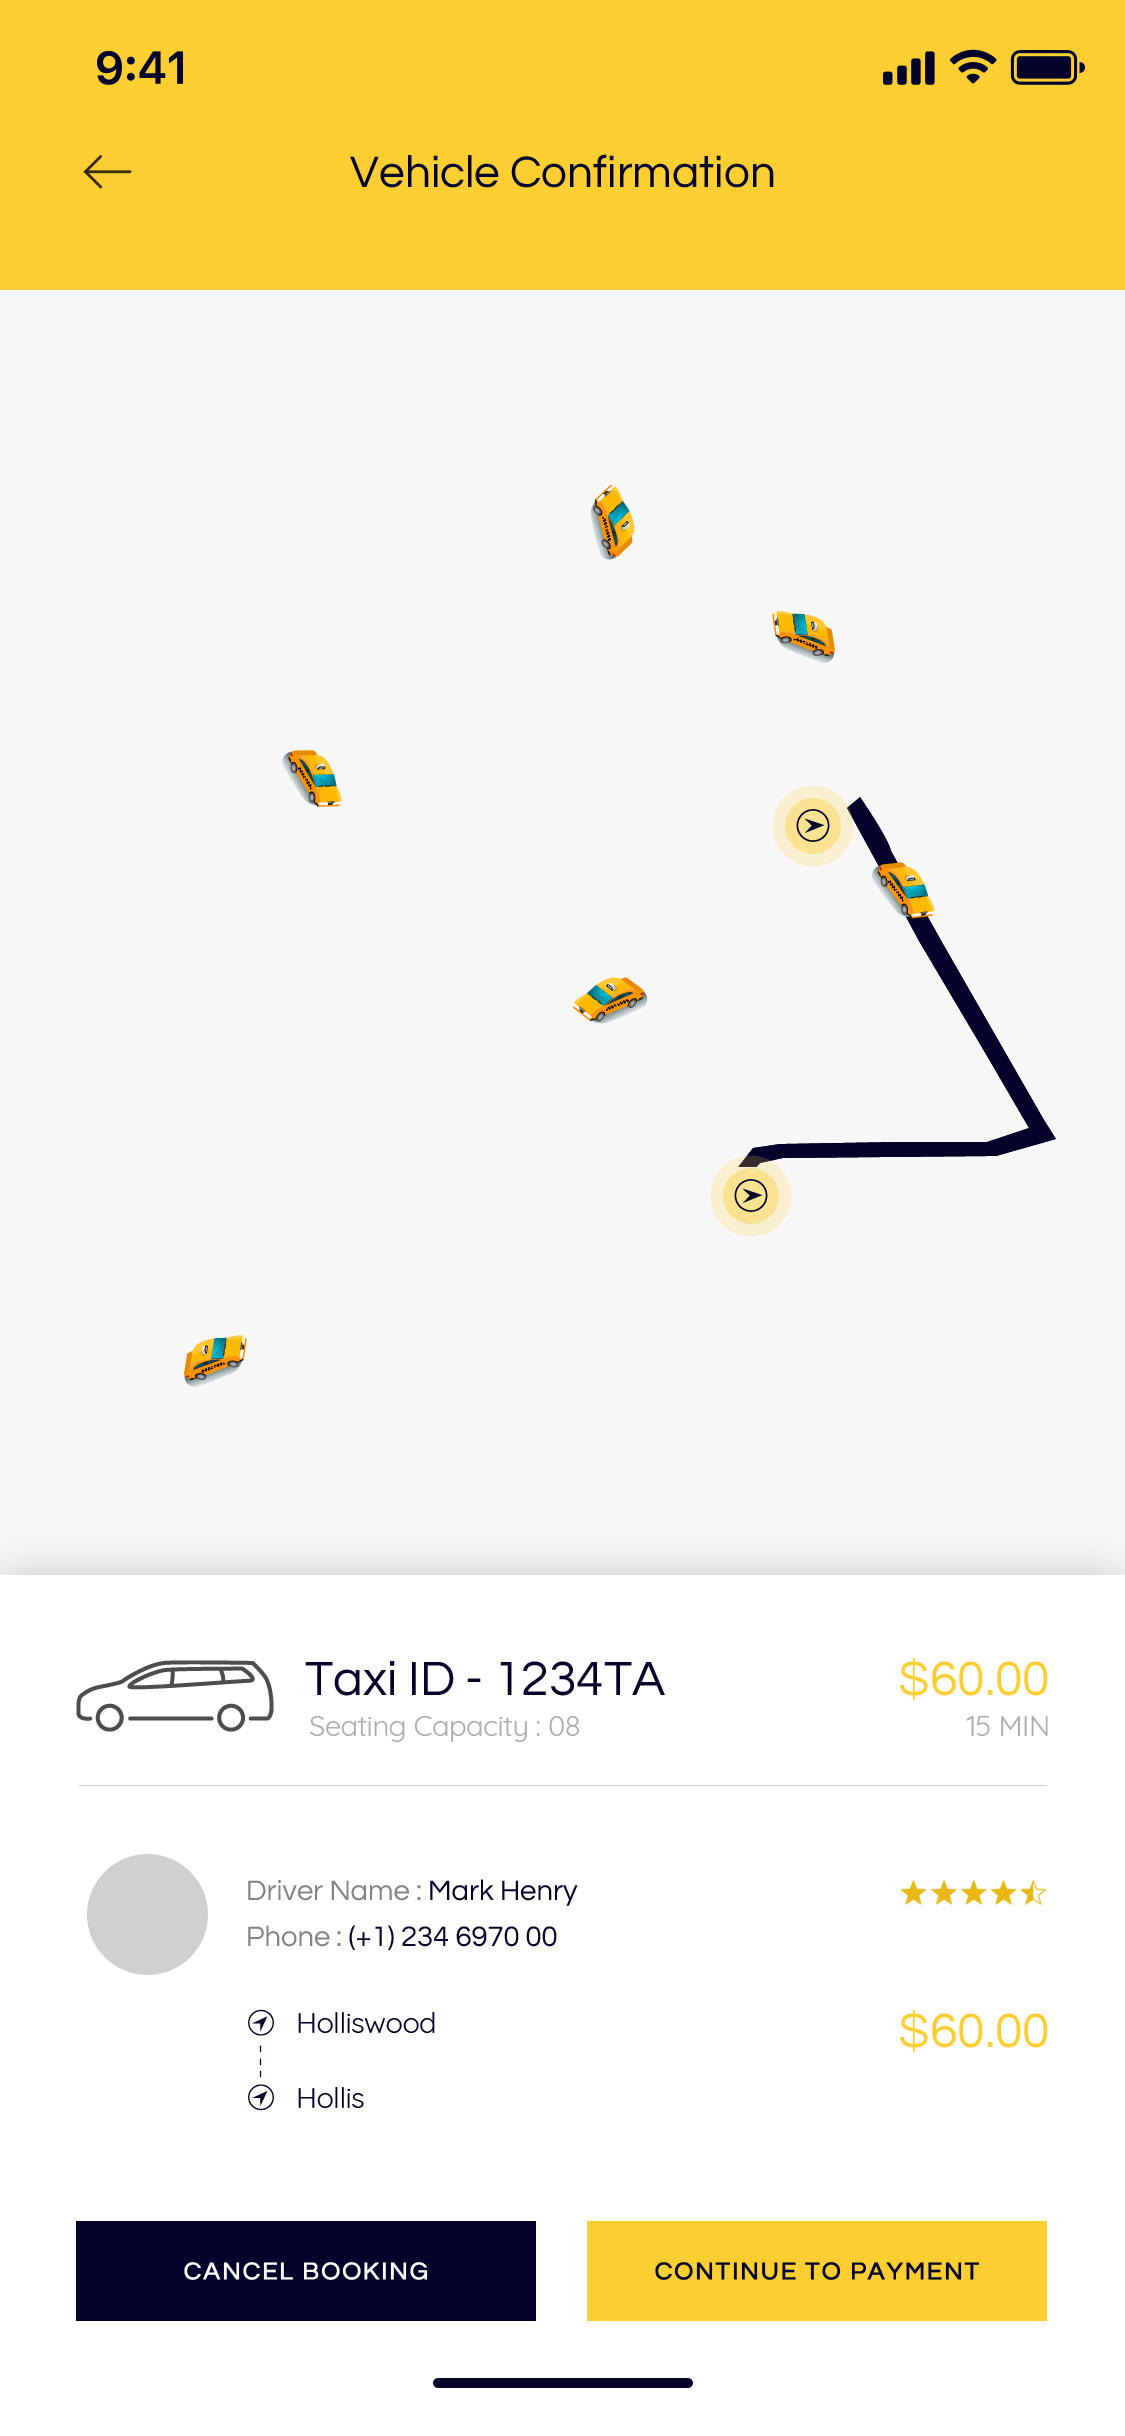 9:41
Vehicle Confirmation
Taxi ID - 1234TA
$60.00
Seating Capacity : 08
15 MIN
Driver Name : Mark Henry
Phone : (+1) 234 6970 00
Holliswood
$60.00
Hollis
CANCEL BOOKING
CONTINUE TO PAYMENT